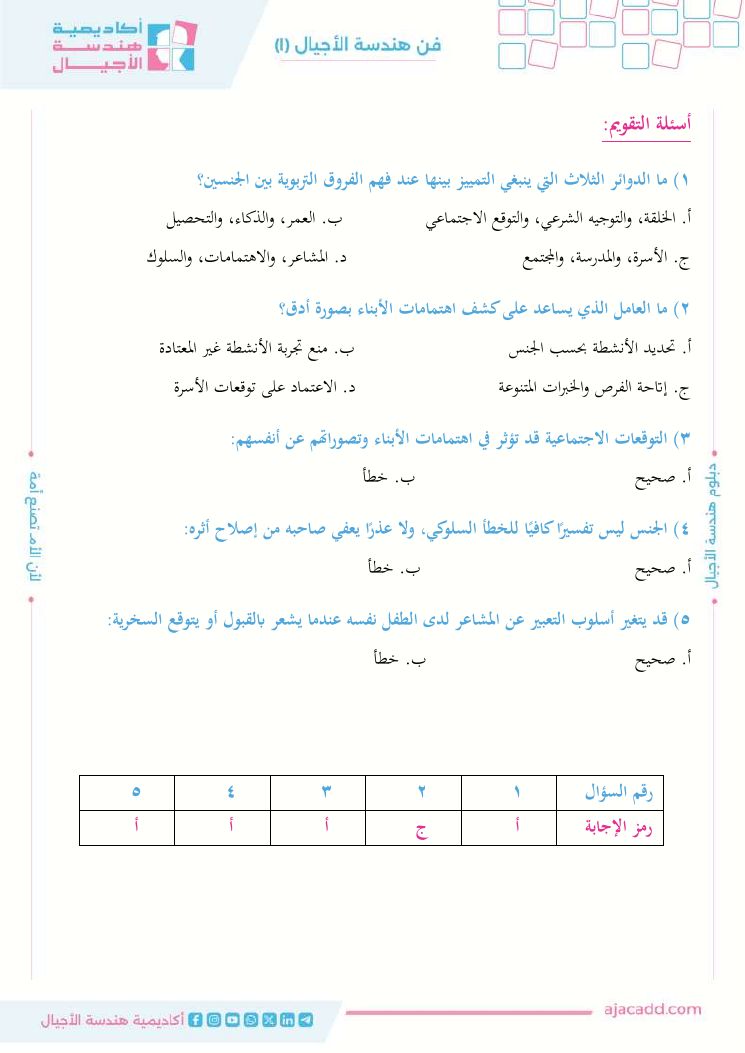 أكاديمية
هندسة
الأجيال
فن هندسة الأجيال (١)
أسئلة التقويم:
١) ما الدوائر الثلاث التي ينبغي التمييز بينها عند فهم الفروق التربوية بين الجنسين؟
أ. الخلقة، والتوجيه الشرعي، والتوقع الاجتماعي ب. العمر، والذكاء، والتحصيل
ج. الأسرة، والمدرسة، والمجتمع د. المشاعر، والاهتمامات، والسلوك
٢) ما العامل الذي يساعد على كشف اهتمامات الأبناء بصورة أدق؟
أ. تحديد الأنشطة بحسب الجنس ب. منع تجربة الأنشطة غير المعتادة
ج. إتاحة الفرص والخبرات المتنوعة د. الاعتماد على توقعات الأسرة
٣) التوقعات الاجتماعية قد تؤثر في اهتمامات الأبناء وتصوراتهم عن أنفسهم:
أ. صحيح ب. خطأ
٤) الجنس ليس تفسيرًا كافيًا للخطأ السلوكي، ولا عذرًا يعفي صاحبه من إصلاح أثره:
أ. صحيح ب. خطأ
٥) قد يتغير أسلوب التعبير عن المشاعر لدى الطفل نفسه عندما يشعر بالقبول أو يتوقع السخرية:
أ. صحيح ب. خطأ
رقم السؤال ١ ٢ ٣ ٤ ٥
رمز الإجابة أ ج أ أ أ
دبلوم هندسة الأجيال
لأن الأم تصنع أمة
أكاديمية هندسة الأجيال
ajacadd.com